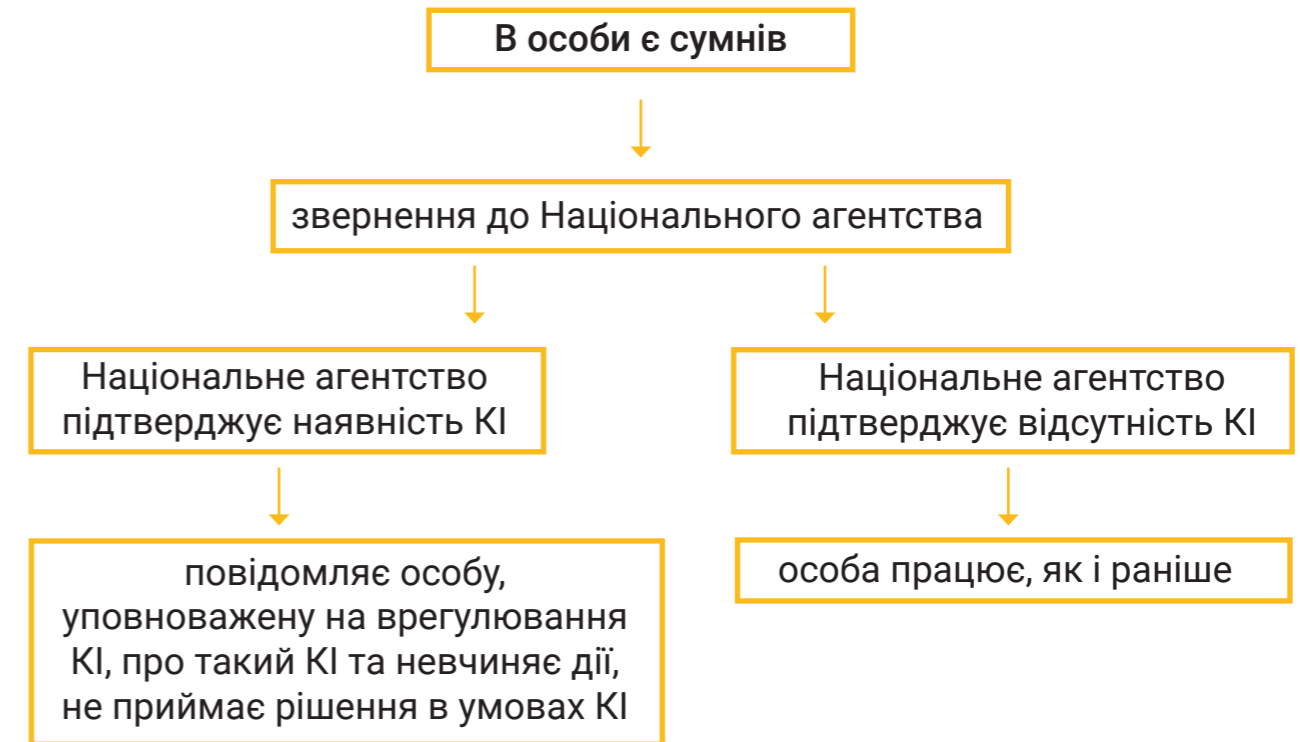 В особи є сумнів
звернення до Національного агентства
Національне агентство
підтверджує наявність КІ
Національне агентство
підтверджує відсутність КІ
повідомляє особу,
уповноважену на врегулювання
КІ, про такий КІ та невчиняє дії,
не приймає рішення в умовах КІ
особа працює, як і раніше